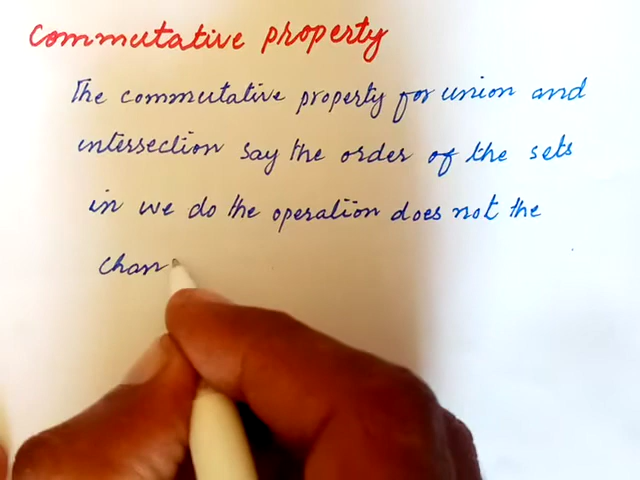 Commutative property
The commutative property for union and
intersection say the order of the sets
in we do the operation does not the
chan